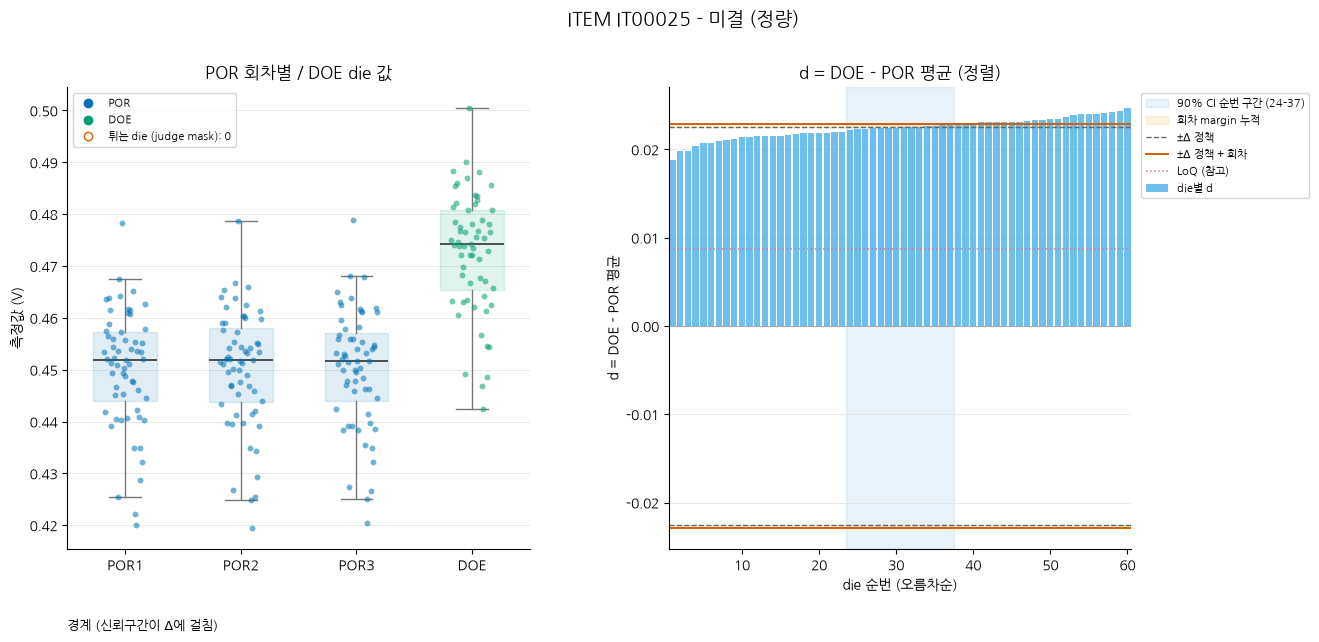 ITEM IT00025 - 미결 (정량)
POR 회차별 / DOE die 값
POR
DOE
튀는 die (judge mask): 0
측정값 (V)
0.50
0.49
0.48
0.47
0.46
0.45
0.44
0.43
0.42
POR1
POR2
POR3
DOE
d = DOE - POR 평균 (정렬)
d = DOE - POR 평균
0.02
0.01
0.00
-0.01
-0.02
10
20
30
40
50
60
die 순번 (오름차순)
90% CI 순번 구간 (24-37)
회차 margin 누적
±Δ 정책
±Δ 정책 + 회차
LoQ (참고)
die별 d
경계 (신뢰구간이 Δ에 걸침)